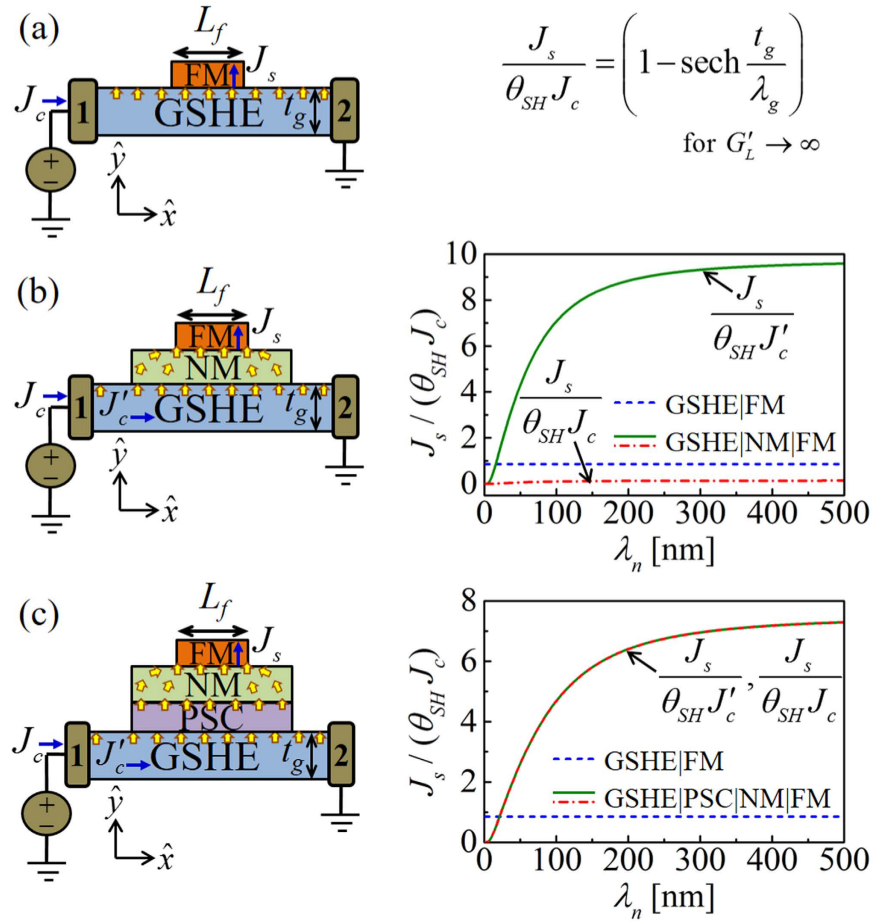 (a)
L_f
FM
J_s
J_c
1
GSHE
t_g
2
+
−
ŷ
x̂
J_s / (θ_SH J_c) = (1 − sech t_g / λ_g)
for G′_L → ∞
(b)
L_f
FM
J_s
NM
J_c
1
J′_c
GSHE
t_g
2
+
−
ŷ
x̂
J_s / (θ_SH J_c)
10
8
6
4
2
0
J_s / θ_SH J′_c
J_s / θ_SH J_c
GSHE|FM
GSHE|NM|FM
0 100 200 300 400 500
λ_n [nm]
(c)
L_f
FM
J_s
NM
PSC
J_c
1
J′_c
GSHE
t_g
2
+
−
ŷ
x̂
J_s / (θ_SH J_c)
8
6
4
2
0
J_s / θ_SH J′_c , J_s / θ_SH J_c
GSHE|FM
GSHE|PSC|NM|FM
0 100 200 300 400 500
λ_n [nm]